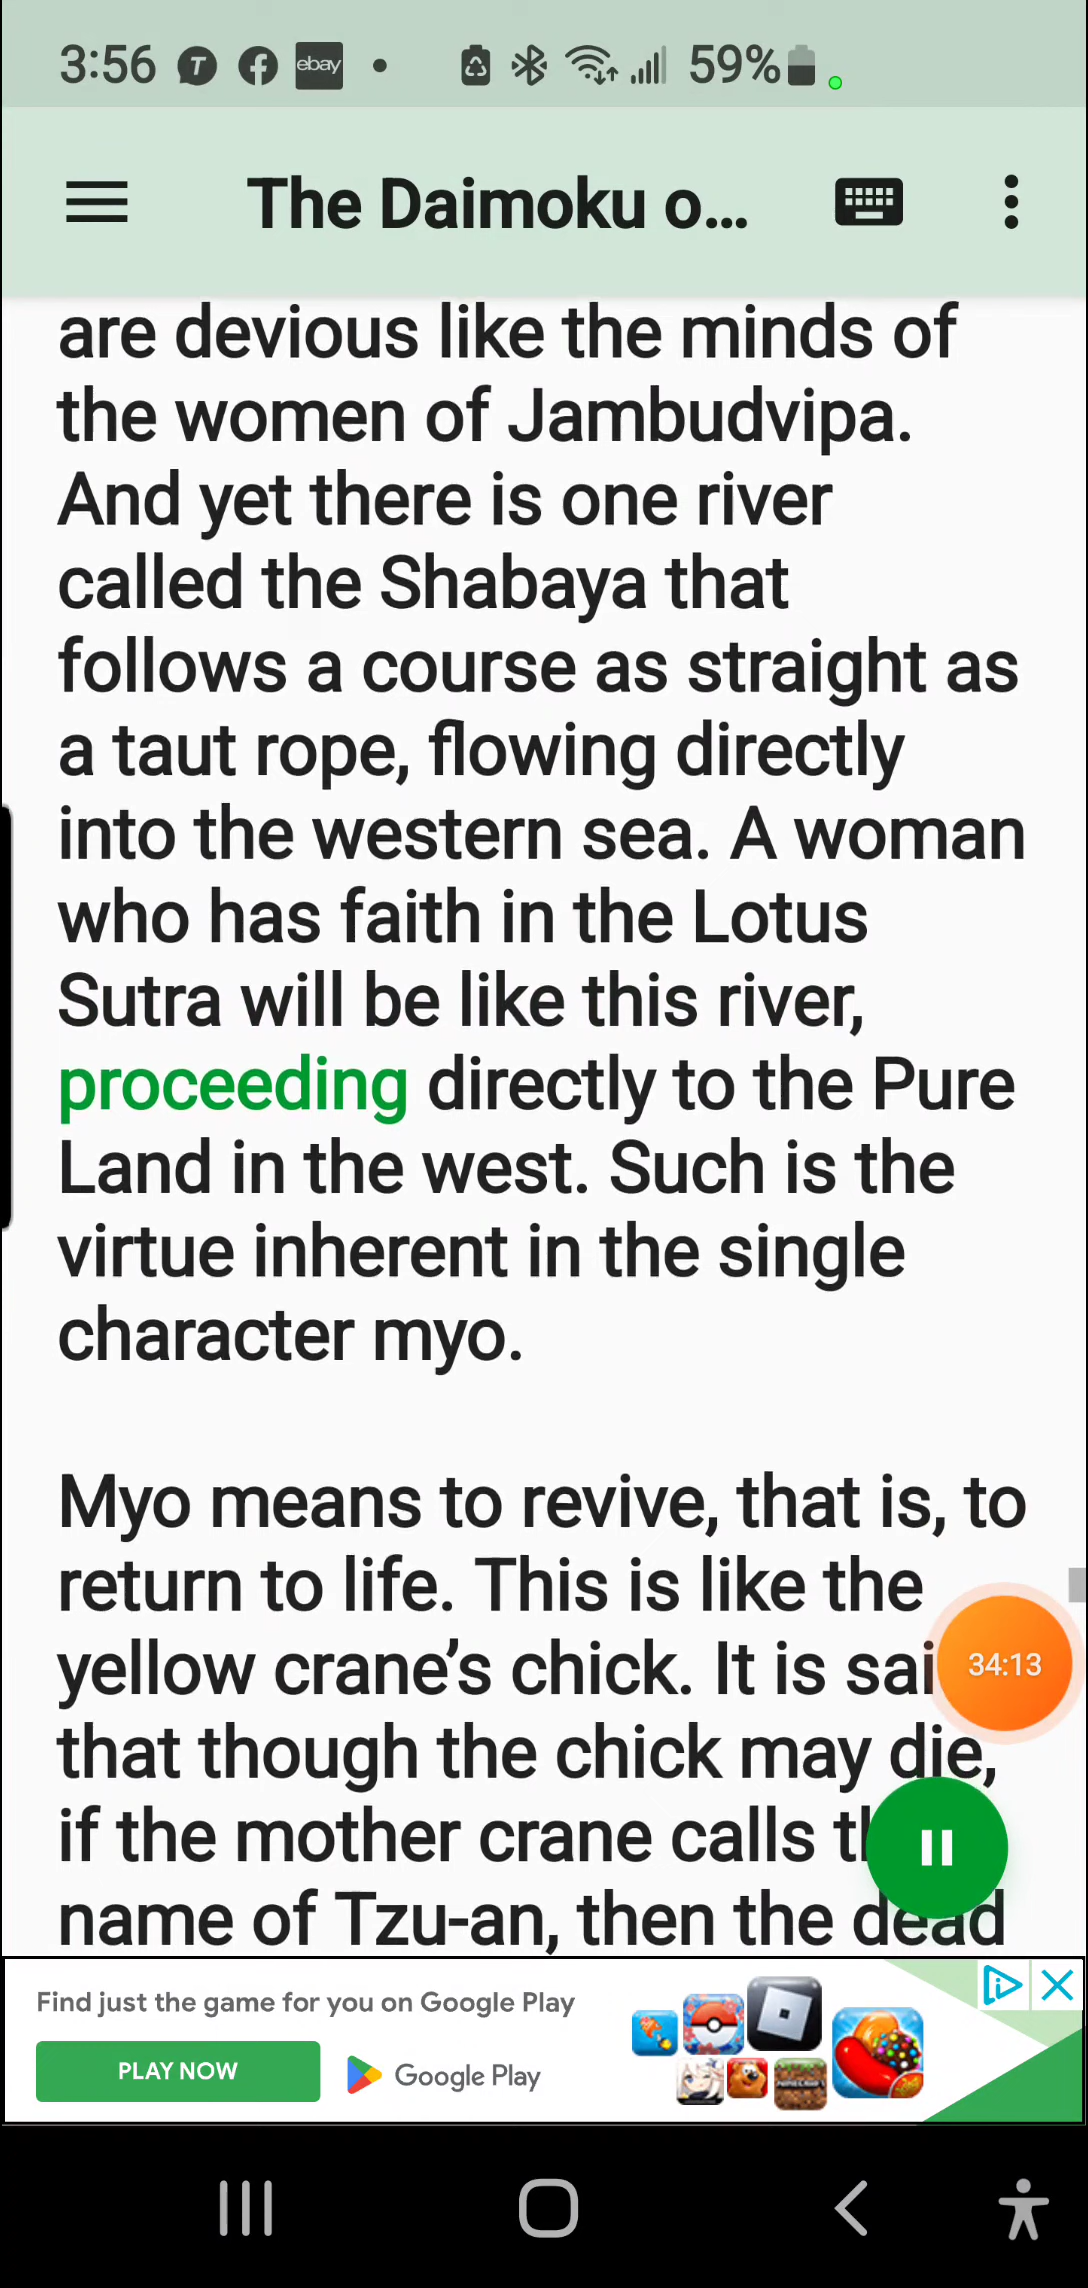 3:56
ebay
59%
The Daimoku o...
are devious like the minds of
the women of Jambudvipa.
And yet there is one river
called the Shabaya that
follows a course as straight as
a taut rope, flowing directly
into the western sea. A woman
who has faith in the Lotus
Sutra will be like this river,
proceeding directly to the Pure
Land in the west. Such is the
virtue inherent in the single
character myo.
Myo means to revive, that is, to
return to life. This is like the
yellow crane's chick. It is sai
34:13
that though the chick may die,
if the mother crane calls th
name of Tzu-an, then the dead
Find just the game for you on Google Play
PLAY NOW
Google Play